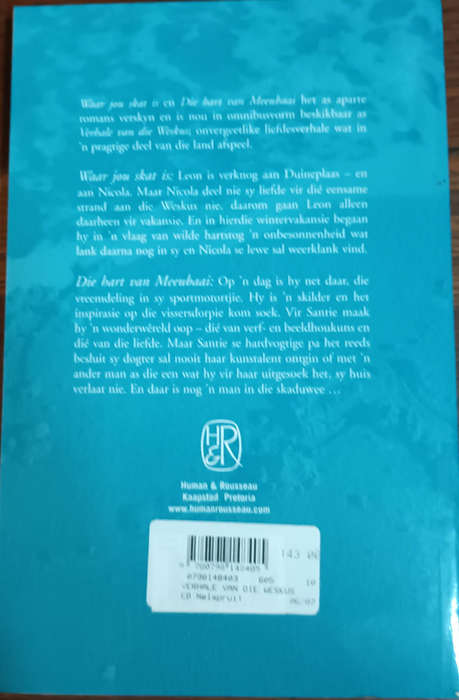 Waar jou skat is en Die hart van Meeubaai het as aparte
romans verskyn en is nou in omnibusvorm beskikbaar as
Verhale van die Weskus; onvergeetlike liefdesverhale wat in
'n pragtige deel van die land afspeel.
Waar jou skat is: Leon is verknog aan Duineplaas – en
aan Nicola. Maar Nicola deel nie sy liefde vir dié eensame
strand aan die Weskus nie, daarom gaan Leon alleen
daarheen vir vakansie. En in hierdie wintervakansie begaan
hy in 'n vlaag van wilde hartstog 'n onbesonnenheid wat
lank daarna nog in sy en Nicola se lewe sal weerklank vind.
Die hart van Meeubaai: Op 'n dag is hy net daar, die
vreemdeling in sy sportmotortjie. Hy is 'n skilder en het
inspirasie op die vissersdorpie kom soek. Vir Santie maak
hy 'n wonderwêreld oop – dié van verf- en beeldhoukuns en
dié van die liefde. Maar Santie se hardvogtige pa het reeds
besluit sy dogter sal nooit haar kunstalent ontgin of met 'n
ander man as die een wat hy vir haar uitgesoek het, sy huis
verlaat nie. En daar is nog 'n man in die skaduwee ...
H&R
Human & Rousseau
Kaapstad Pretoria
www.humanrousseau.com
143 00
9 780798 142403
0798148403 605 10
VERHALE VAN DIE WESKUS
CD Nelspruit 06/02